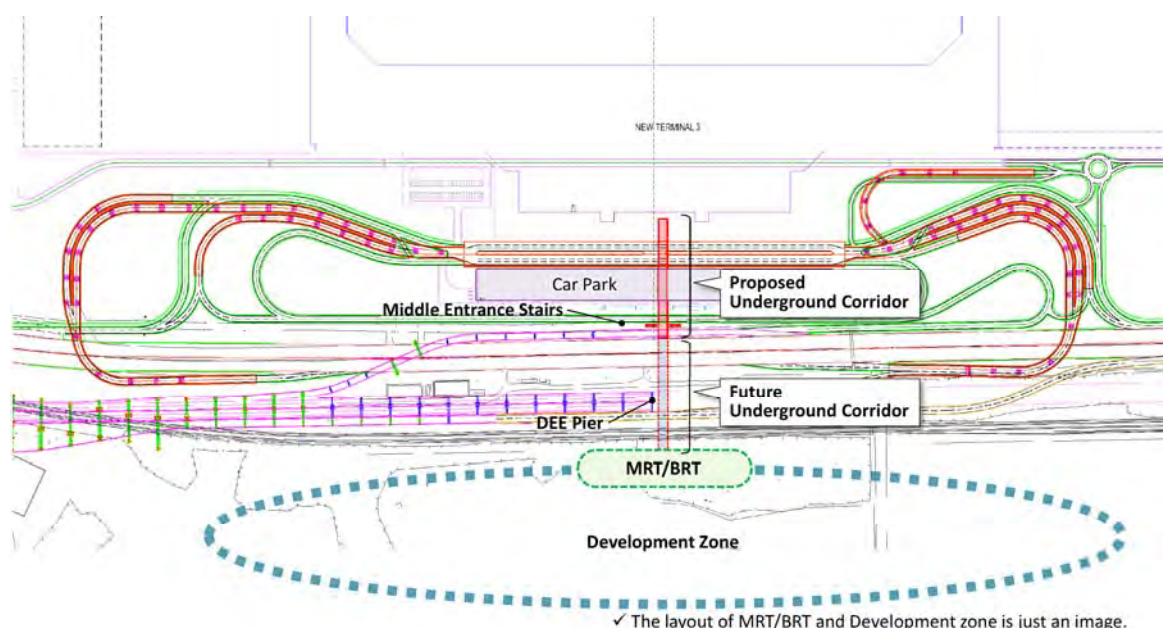 NEW TERMINAL 3
Car Park
Proposed
Underground Corridor
Middle Entrance Stairs
Future
Underground Corridor
DEE Pier
MRT/BRT
Development Zone
✓ The layout of MRT/BRT and Development zone is just an image.